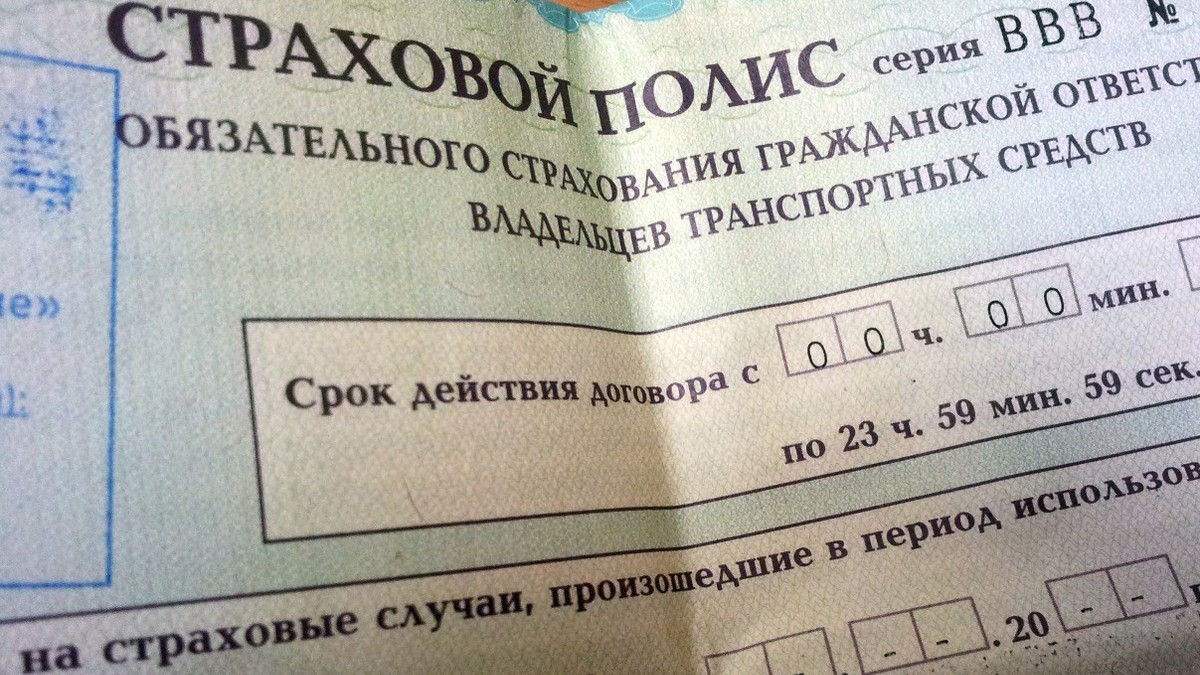 СТРАХОВОЙ ПОЛИС серия ВВВ №
ОБЯЗАТЕЛЬНОГО СТРАХОВАНИЯ ГРАЖДАНСКОЙ ОТВЕТСТ
ВЛАДЕЛЬЦЕВ ТРАНСПОРТНЫХ СРЕДСТВ
е»
Срок действия договора с 00 ч. 00 мин.
по 23 ч. 59 мин. 59 сек.
на страховые случаи, произошедшие в период использов
- - . 20 - -